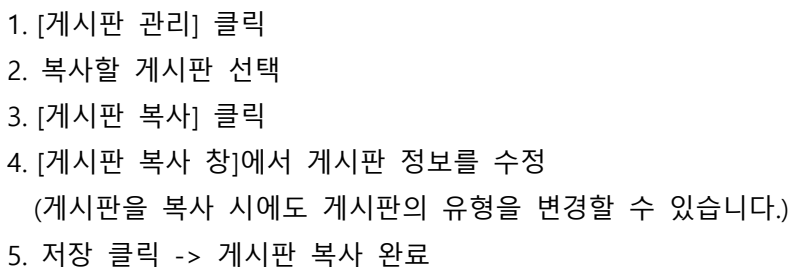 1. [게시판 관리] 클릭
2. 복사할 게시판 선택
3. [게시판 복사] 클릭
4. [게시판 복사 창]에서 게시판 정보를 수정
(게시판을 복사 시에도 게시판의 유형을 변경할 수 있습니다.)
5. 저장 클릭 -> 게시판 복사 완료